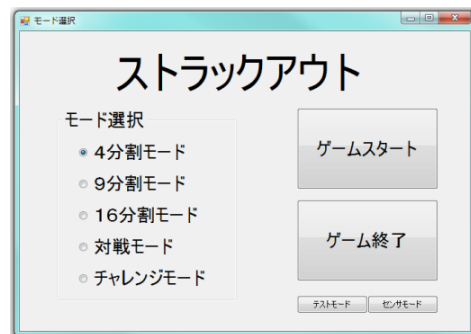 モード選択
ストラックアウト
モード選択
4分割モード
9分割モード
16分割モード
対戦モード
チャレンジモード
ゲームスタート
ゲーム終了
テストモード
センサモード